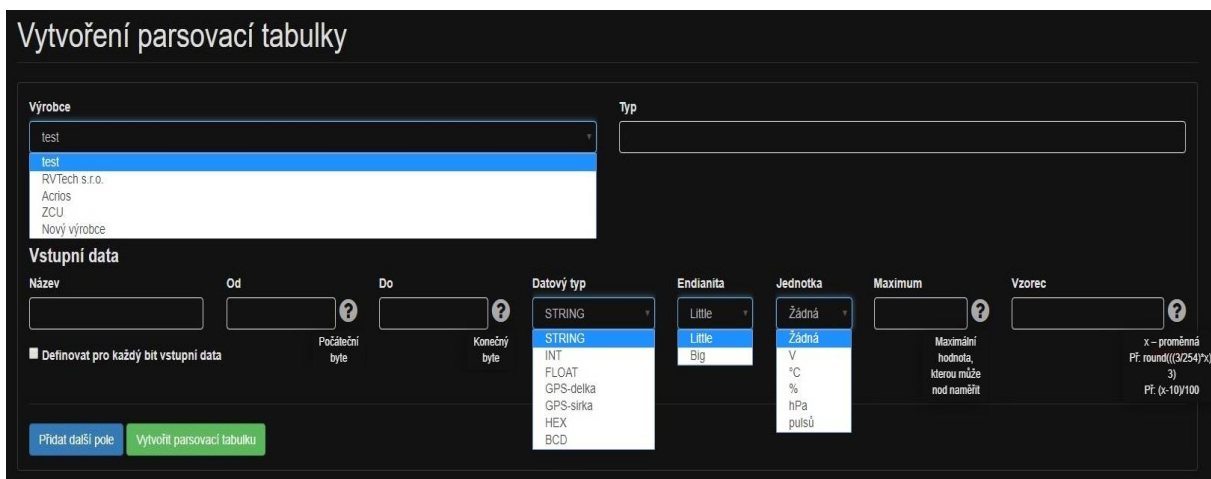 Vytvoření parsovací tabulky
Výrobce
Typ
test
test
RVTech s.r.o.
Acrios
ZCU
Nový výrobce
Vstupní data
Název
Od
Do
Datový typ
Endianita
Jednotka
Maximum
Vzorec
?
?
STRING
Little
Žádná
?
?
Počáteční
byte
Konečný
byte
STRING
INT
FLOAT
GPS-delka
GPS-sirka
HEX
BCD
Little
Big
Žádná
V
°C
%
hPa
pulsů
Maximální
hodnota,
kterou může
nod naměřit
x – proměnná
Př: round(((3/254)*x)
3)
Př: (x-10)/100
Definovat pro každý bit vstupní data
Přidat další pole
Vytvořit parsovací tabulku